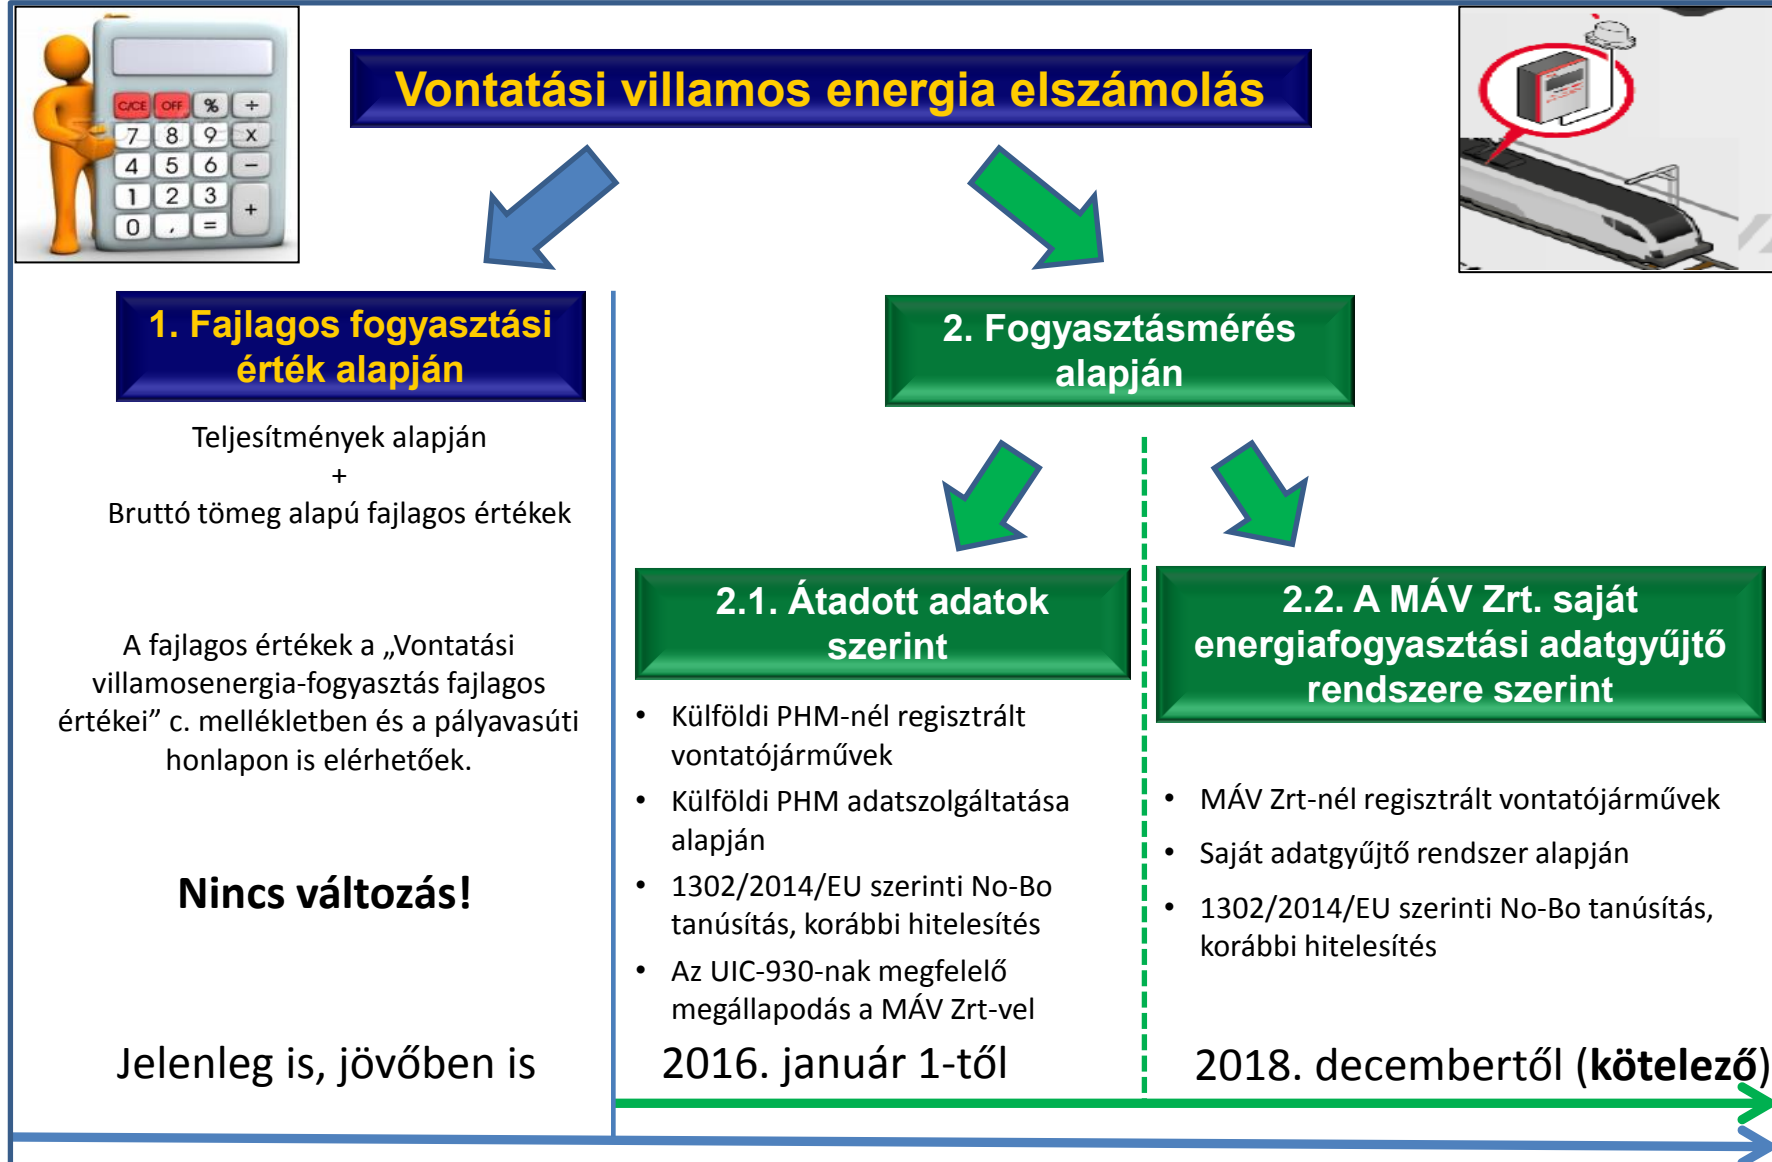 Vontatási villamos energia elszámolás
C/CE OFF % +
7 8 9 x
4 5 6 −
1 2 3 +
0 , =
1. Fajlagos fogyasztási
érték alapján
Teljesítmények alapján
+
Bruttó tömeg alapú fajlagos értékek
A fajlagos értékek a „Vontatási
villamosenergia-fogyasztás fajlagos
értékei” c. mellékletben és a pályavasúti
honlapon is elérhetőek.
Nincs változás!
Jelenleg is, jövőben is
2. Fogyasztásmérés
alapján
2.1. Átadott adatok
szerint
• Külföldi PHM-nél regisztrált
vontatójárművek
• Külföldi PHM adatszolgáltatása
alapján
• 1302/2014/EU szerinti No-Bo
tanúsítás, korábbi hitelesítés
• Az UIC-930-nak megfelelő
megállapodás a MÁV Zrt-vel
2016. január 1-től
2.2. A MÁV Zrt. saját
energiafogyasztási adatgyűjtő
rendszere szerint
• MÁV Zrt-nél regisztrált vontatójárművek
• Saját adatgyűjtő rendszer alapján
• 1302/2014/EU szerinti No-Bo tanúsítás,
korábbi hitelesítés
2018. decembertől (kötelező)